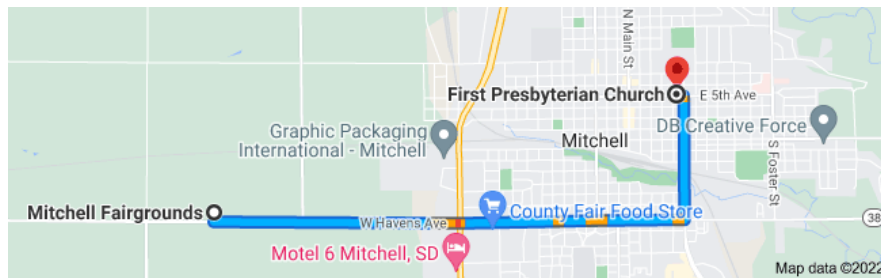 N Main St
First Presbyterian Church
E 5th Ave
Graphic Packaging
International - Mitchell
Mitchell
DB Creative Force
S Foster St
Mitchell Fairgrounds
W Havens Ave
County Fair Food Store
38
Motel 6 Mitchell, SD
Map data ©2022